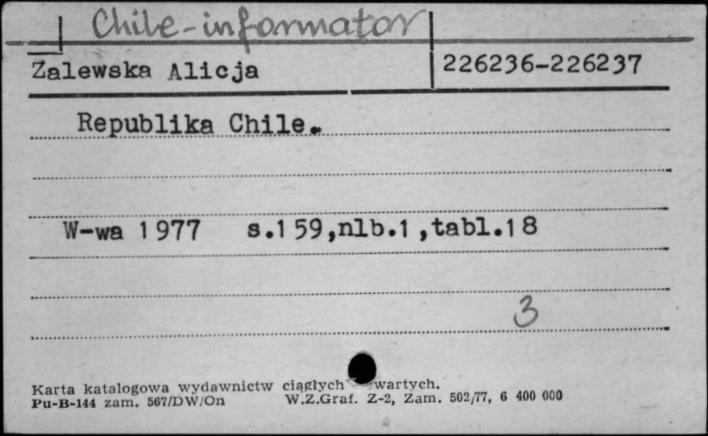 Chile-informator
Zalewska Alicja 226236-226237
Republika Chile.
W-wa 1977 s.159,nlb.1,tabl.18
3
Karta katalogowa wydawnictw ciągłych wartych.
Pu-B-144 zam. 567/DW/On W.Z.Graf. Z-2, Zam. 502/77, 6 400 000